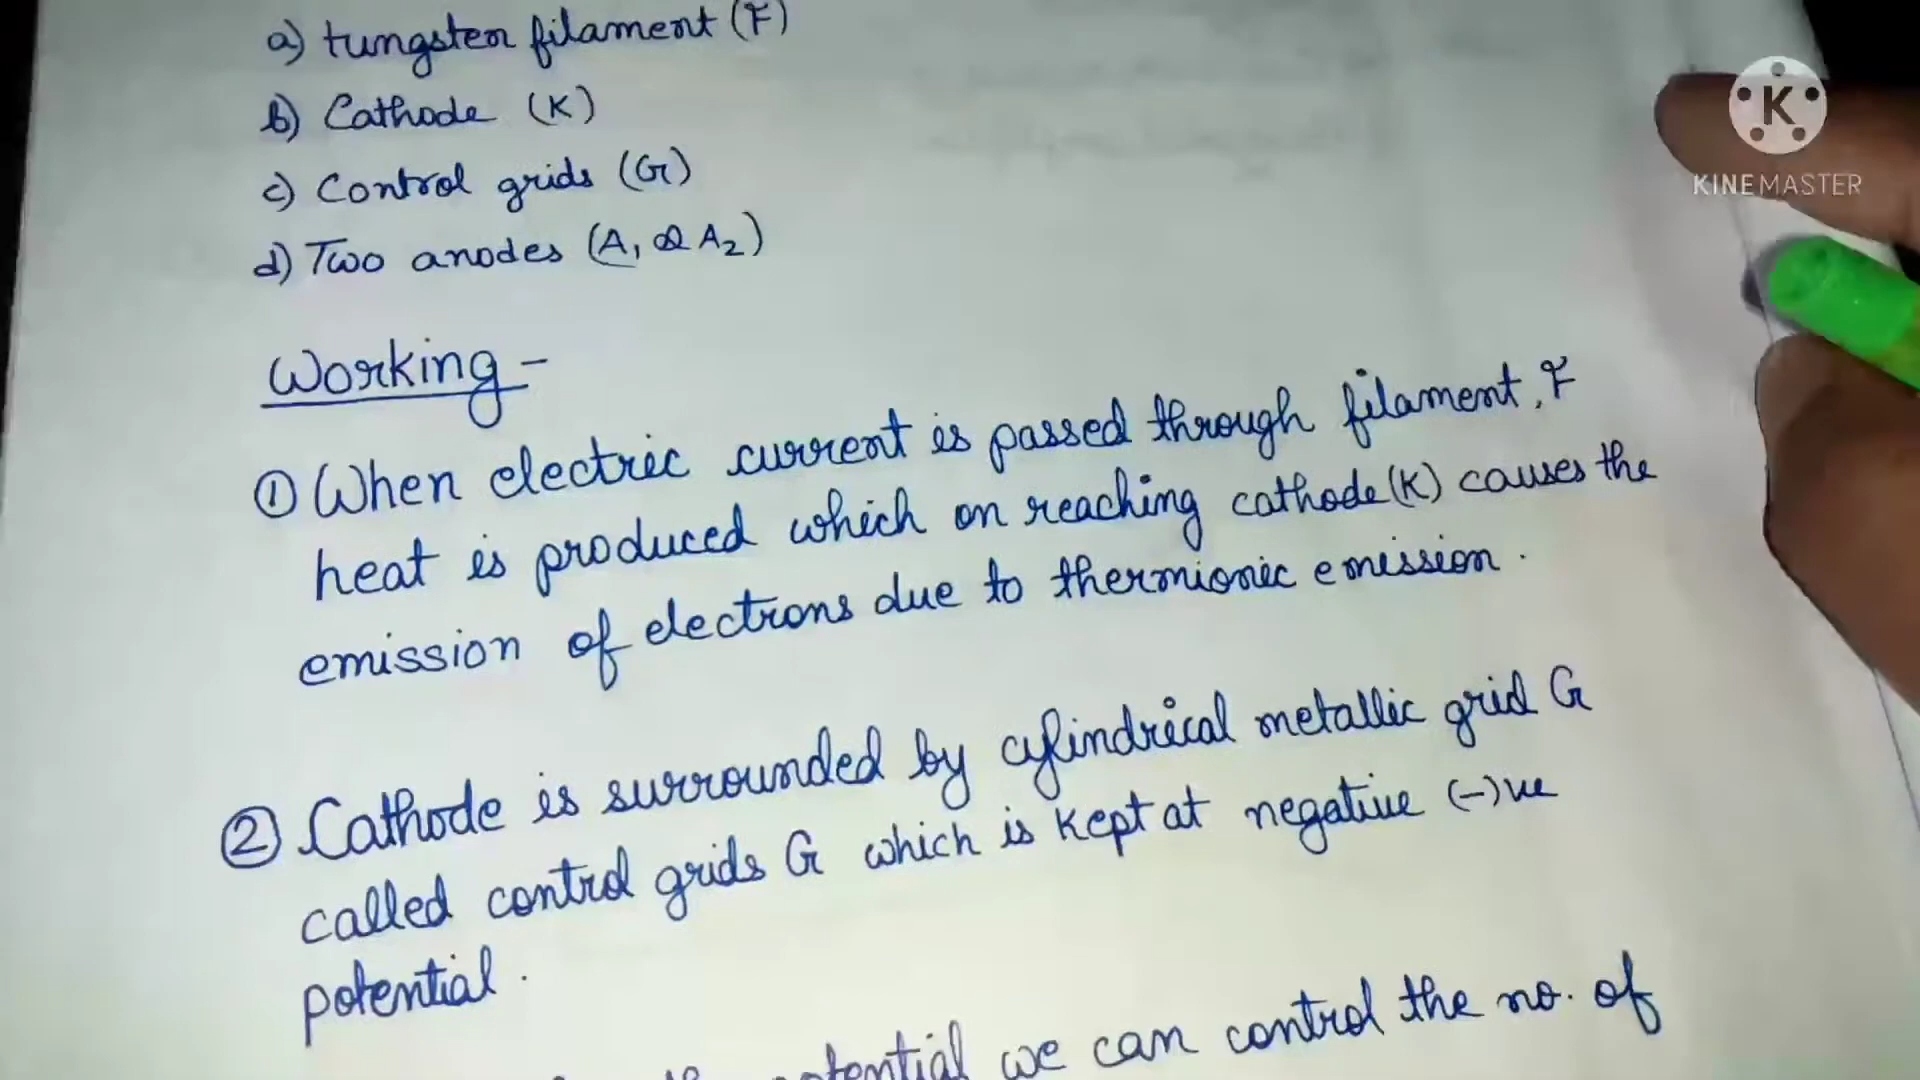 a) tungsten filament (F)
b) Cathode (K)
c) Control grids (G)
d) Two anodes (A₁ & A₂)
Working -
① When electric current is passed through filament, F
heat is produced which on reaching cathode (K) causes the
emission of electrons due to thermionic emission.
② Cathode is surrounded by cylindrical metallic grid G
called control grids G which is kept at negative (-)ve
potential.
potential we can control the no. of
K
KINEMASTER